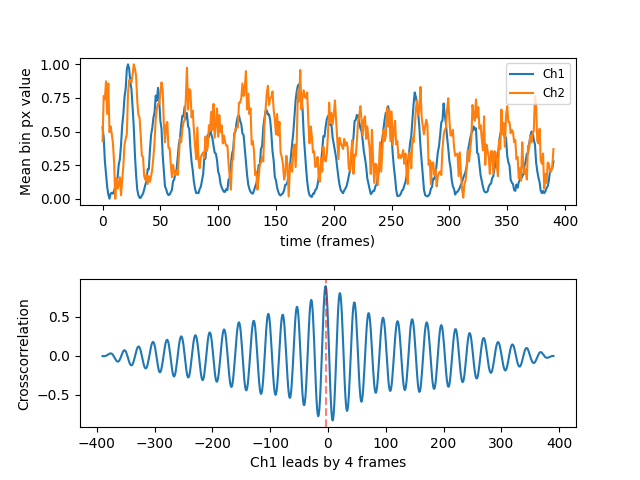 1.00
0.75
0.50
0.25
0.00
Mean bin px value
Ch1
Ch2
0 50 100 150 200 250 300 350 400
time (frames)
0.5
0.0
−0.5
Crosscorrelation
−400 −300 −200 −100 0 100 200 300 400
Ch1 leads by 4 frames